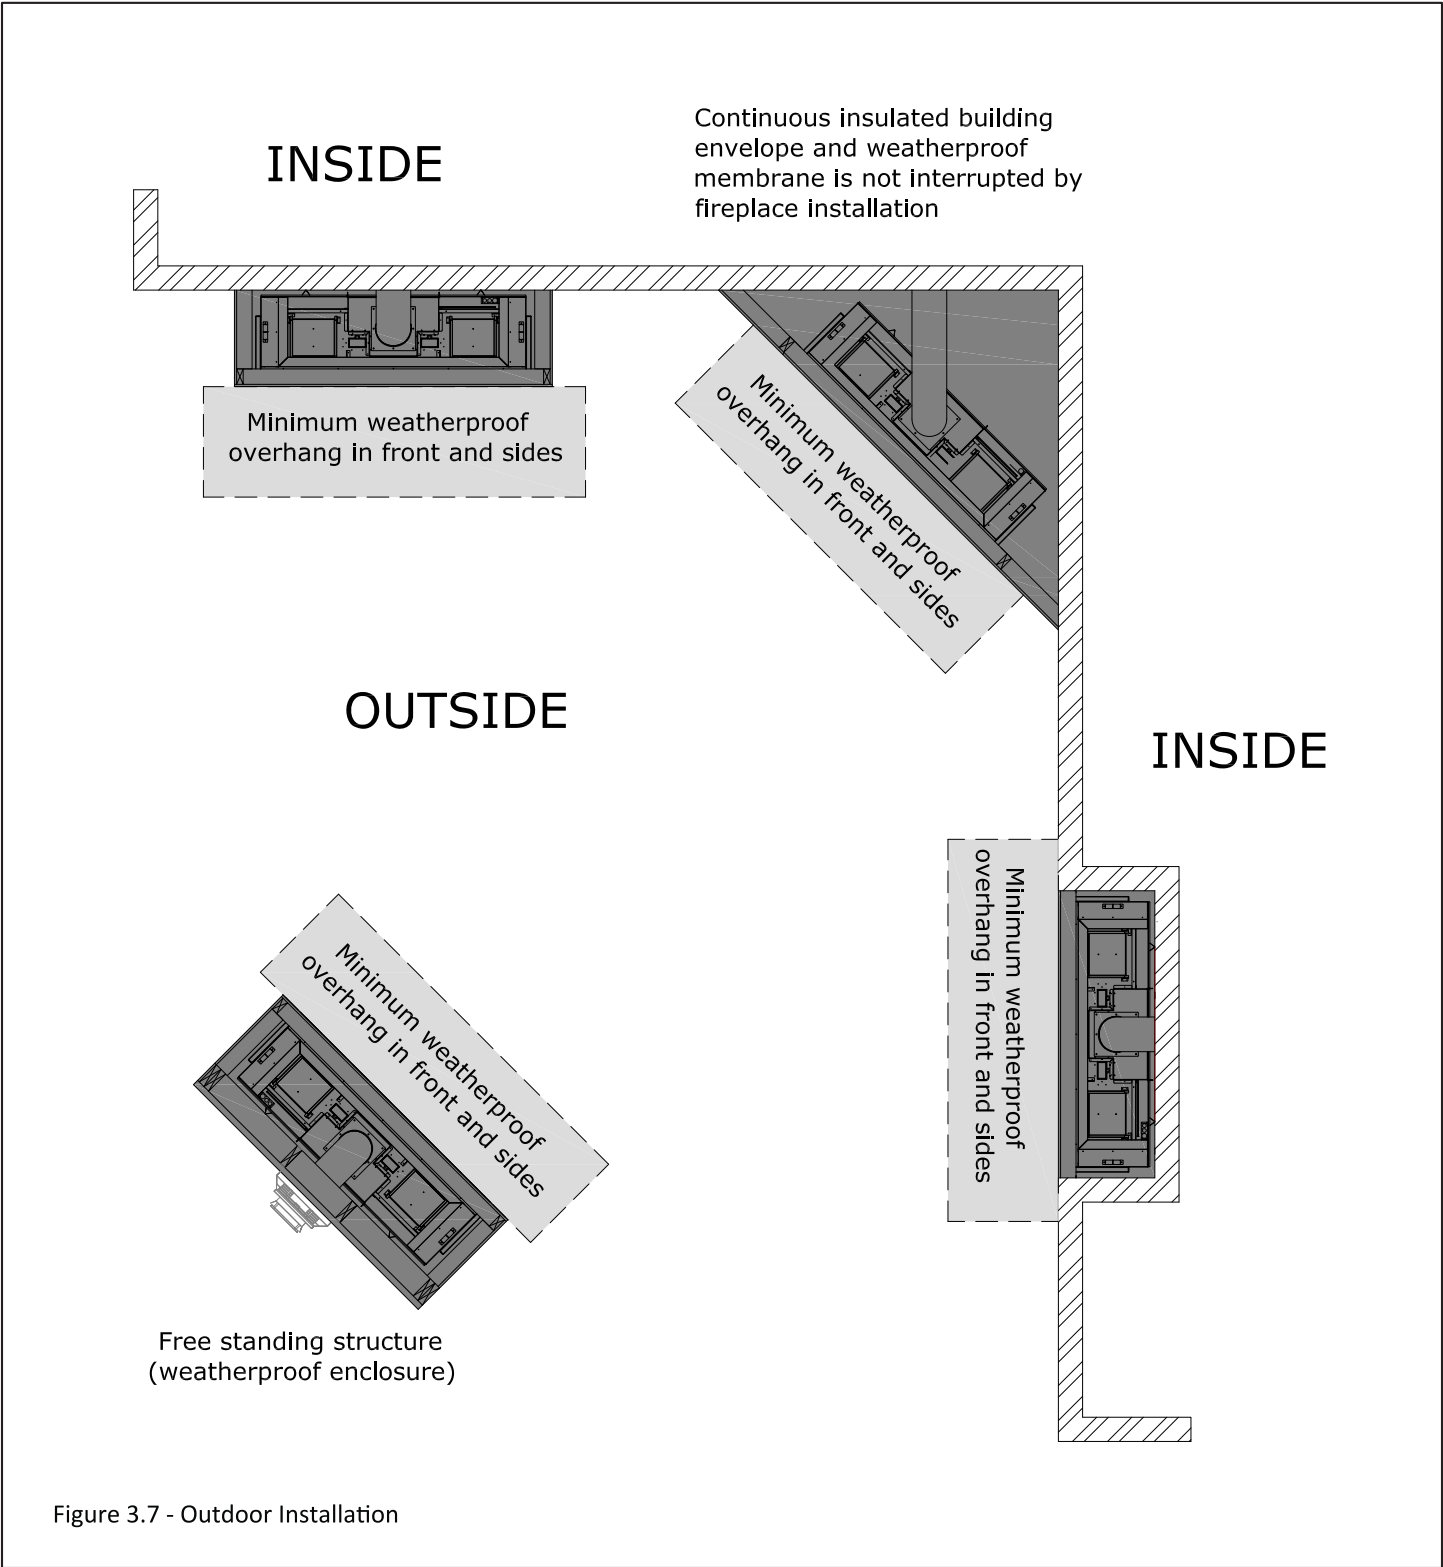 INSIDE
Continuous insulated building
envelope and weatherproof
membrane is not interrupted by
fireplace installation
Minimum weatherproof
overhang in front and sides
Minimum weatherproof
overhang in front and sides
OUTSIDE
INSIDE
Minimum weatherproof
overhang in front and sides
Minimum weatherproof
overhang in front and sides
Free standing structure
(weatherproof enclosure)
Figure 3.7 - Outdoor Installation